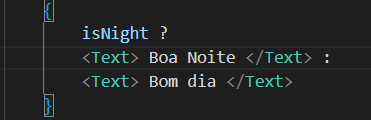 {
isNight ?
<Text> Boa Noite </Text> :
<Text> Bom dia </Text>
}